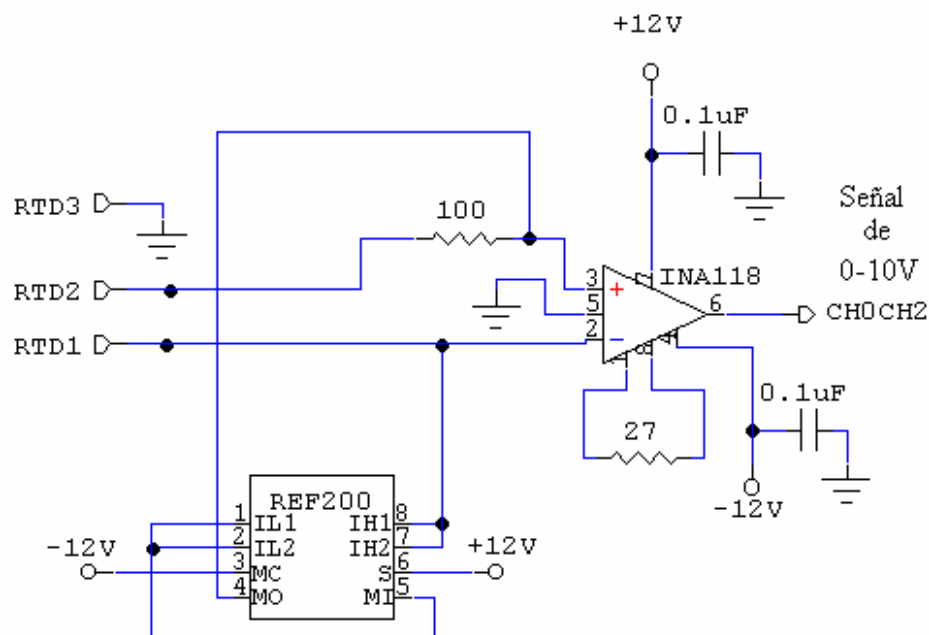 +12V
0.1uF
RTD3
100
Señal
de
0-10V
7
INA118
RTD2
3
+
5
6
CH0CH2
RTD1
2
-
1
8
4
0.1uF
27
-12V
REF200
1 IL1 IH1 8
2 IL2 IH2 7
-12V 3 MC S 6 +12V
4 MO MI 5